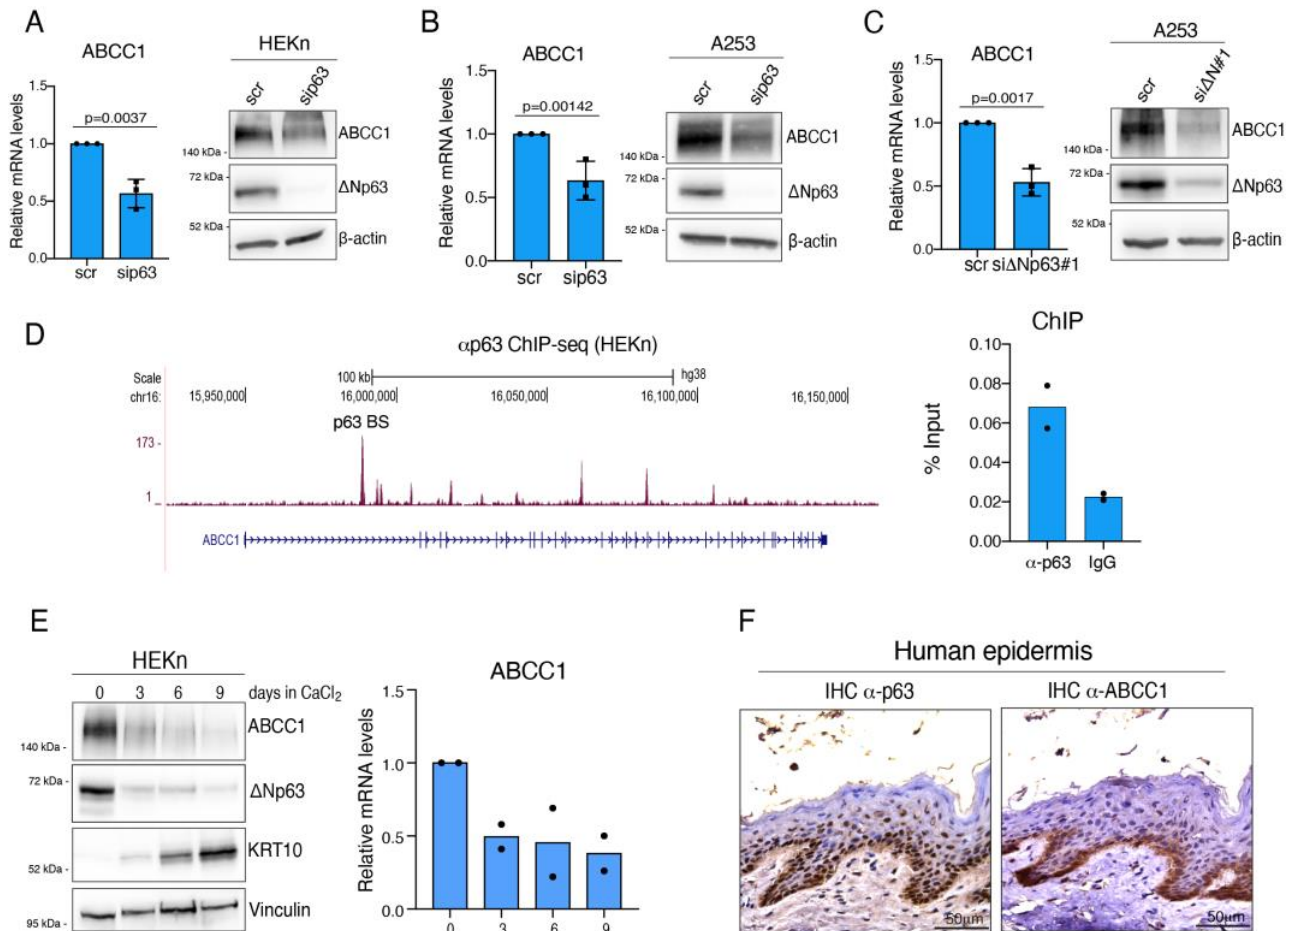 A
ABCC1
Relative mRNA levels
1.5
1.0
0.5
0.0
p=0.0037
scr
sip63
HEKn
scr
sip63
ABCC1
140 kDa -
72 kDa -
ΔNp63
52 kDa -
β-actin
B
ABCC1
Relative mRNA levels
1.5
1.0
0.5
0.0
p=0.00142
scr
sip63
A253
scr
sip63
ABCC1
140 kDa -
72 kDa -
ΔNp63
52 kDa -
β-actin
C
ABCC1
Relative mRNA levels
1.5
1.0
0.5
0.0
p=0.0017
scr siΔNp63#1
A253
scr
siΔN#1
ABCC1
140 kDa -
72 kDa -
ΔNp63
52 kDa -
β-actin
D
αp63 ChIP-seq (HEKn)
Scale
100 kb
hg38
chr16:
15,950,000
16,000,000
16,050,000
16,100,000
16,150,000
p63 BS
173 -
1 _
ABCC1
ChIP
% Input
0.10
0.08
0.06
0.04
0.02
0.00
α-p63
IgG
E
HEKn
0 3 6 9 days in CaCl2
ABCC1
140 kDa -
72 kDa -
ΔNp63
KRT10
52 kDa -
Vinculin
95 kDa -
ABCC1
Relative mRNA levels
1.5
1.0
0.5
0.0
0 3 6 9
F
Human epidermis
IHC α-p63
IHC α-ABCC1
50μm
50μm